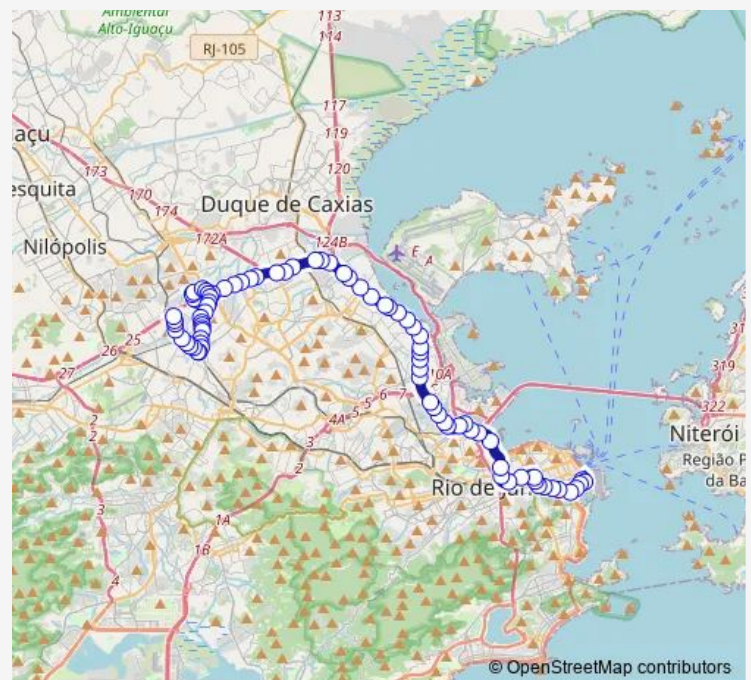 Ambiental
Alto-Iguaçu
113
114
RJ-105
117
119
açu
173
120
esquita
170
174
Duque de Caxias
172A
124B
Nilópolis
E
A
25
26
27
10A
319
6
7
5
5
4A
322
2
2
3
2
Niterói
Região P
da Ba
Rio de Jan
3
1A
1B
4
© OpenStreetMap contributors